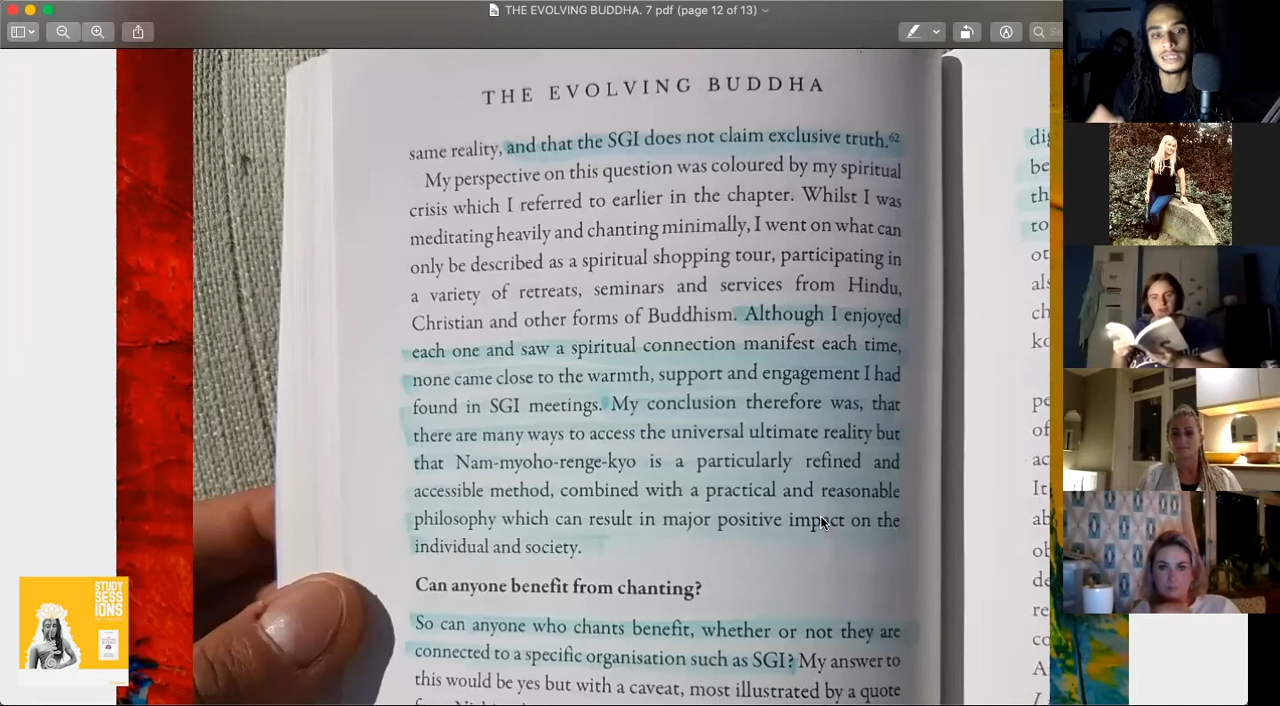 THE EVOLVING BUDDHA. 7 pdf (page 12 of 13)
THE EVOLVING BUDDHA
same reality, and that the SGI does not claim exclusive truth.62
My perspective on this question was coloured by my spiritual
crisis which I referred to earlier in the chapter. Whilst I was
meditating heavily and chanting minimally, I went on what can
only be described as a spiritual shopping tour, participating in
a variety of retreats, seminars and services from Hindu,
Christian and other forms of Buddhism. Although I enjoyed
each one and saw a spiritual connection manifest each time,
none came close to the warmth, support and engagement I had
found in SGI meetings. My conclusion therefore was, that
there are many ways to access the universal ultimate reality but
that Nam-myoho-renge-kyo is a particularly refined and
accessible method, combined with a practical and reasonable
philosophy which can result in major positive impact on the
individual and society.
Can anyone benefit from chanting?
So can anyone who chants benefit, whether or not they are
connected to a specific organisation such as SGI? My answer to
this would be yes but with a caveat, most illustrated by a quote
STUDY
SESS
IONS